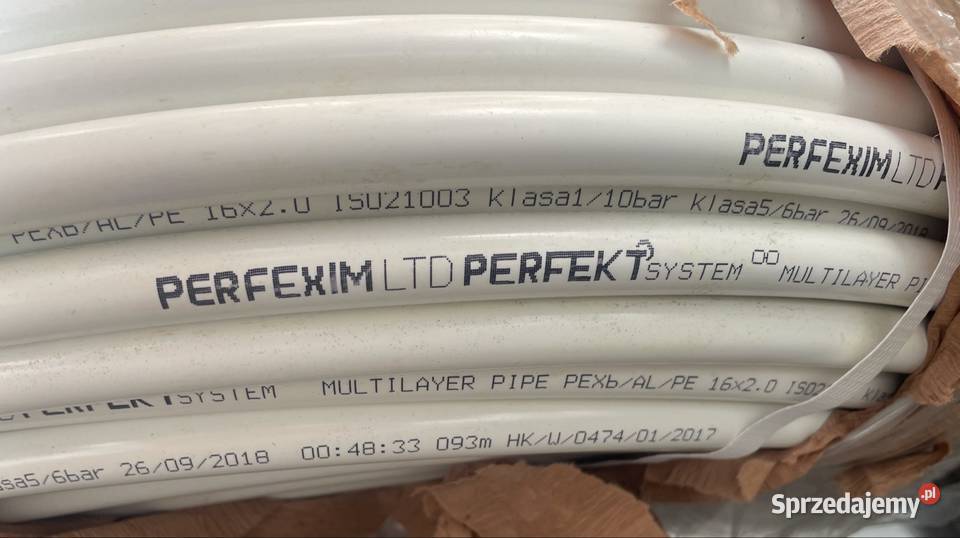 PERFEXIM LTD
PEXb/AL/PE 16x2.0 ISO21003 Klasa1/10bar Klasa5/6bar 26/09/2018
PERFEXIM LTD PERFEKT SYSTEM MULTILAYER
SYSTEM MULTILAYER PIPE PEXb/AL/PE 16x2.0
/6bar 26/09/2018 00:48:33 093m HK/W/0474/01/2017
Sprzedajemy.pl